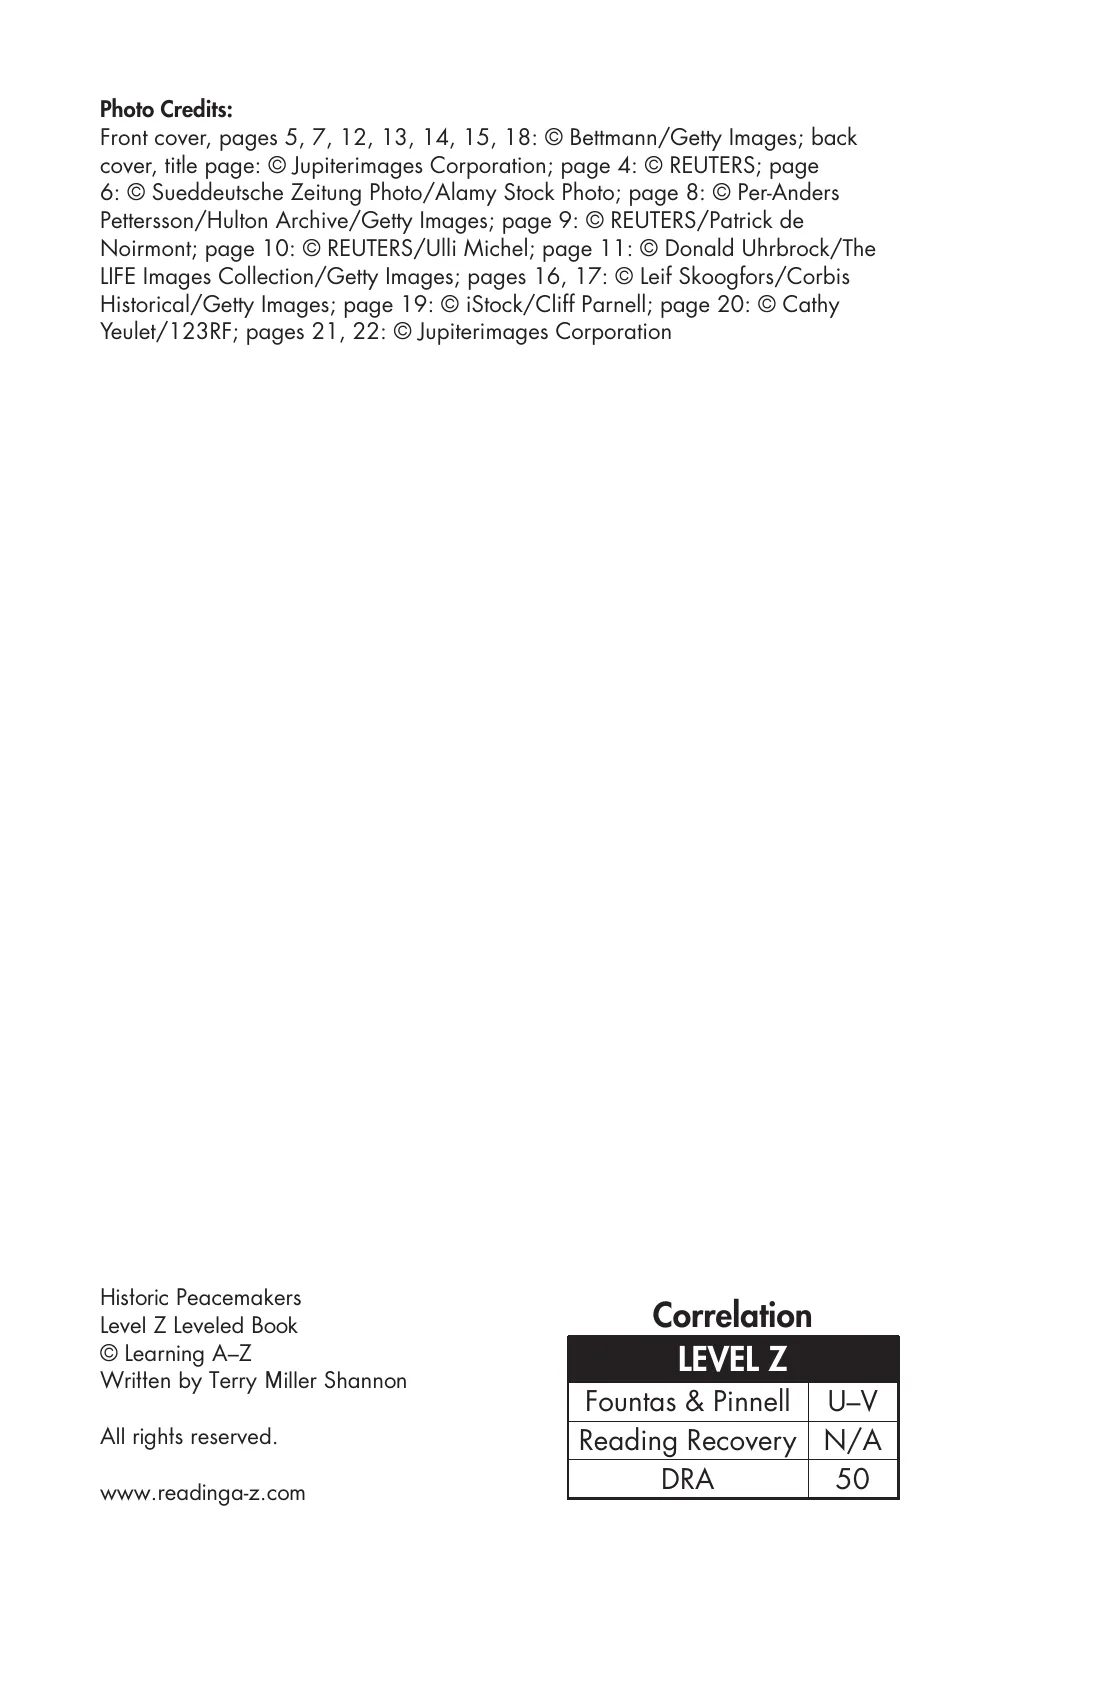 Photo Credits:
Front cover, pages 5, 7, 12, 13, 14, 15, 18: © Bettmann/Getty Images; back
cover, title page: © Jupiterimages Corporation; page 4: © REUTERS; page
6: © Sueddeutsche Zeitung Photo/Alamy Stock Photo; page 8: © Per-Anders
Pettersson/Hulton Archive/Getty Images; page 9: © REUTERS/Patrick de
Noirmont; page 10: © REUTERS/Ulli Michel; page 11: © Donald Uhrbrock/The
LIFE Images Collection/Getty Images; pages 16, 17: © Leif Skoogfors/Corbis
Historical/Getty Images; page 19: © iStock/Cliff Parnell; page 20: © Cathy
Yeulet/123RF; pages 21, 22: © Jupiterimages Corporation
Historic Peacemakers
Level Z Leveled Book
© Learning A–Z
Written by Terry Miller Shannon
All rights reserved.
www.readinga-z.com
Correlation
LEVEL Z
Fountas & Pinnell U–V
Reading Recovery N/A
DRA 50